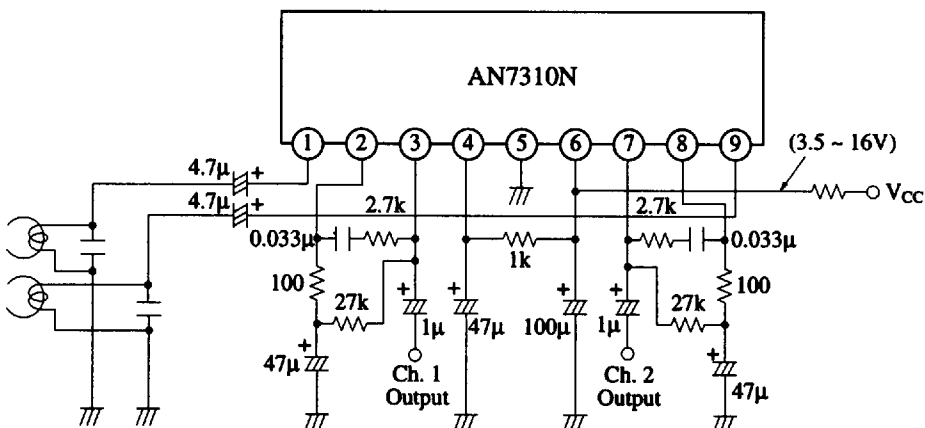 AN7310N
1 2 3 4 5 6 7 8 9
(3.5 ~ 16V)
4.7μ +
4.7μ +
VCC
2.7k
2.7k
0.033μ
0.033μ
1k
100
27k
+
1μ
+
47μ
+
100μ
+
1μ
27k
100
+
47μ
+
47μ
Ch. 1
Output
Ch. 2
Output